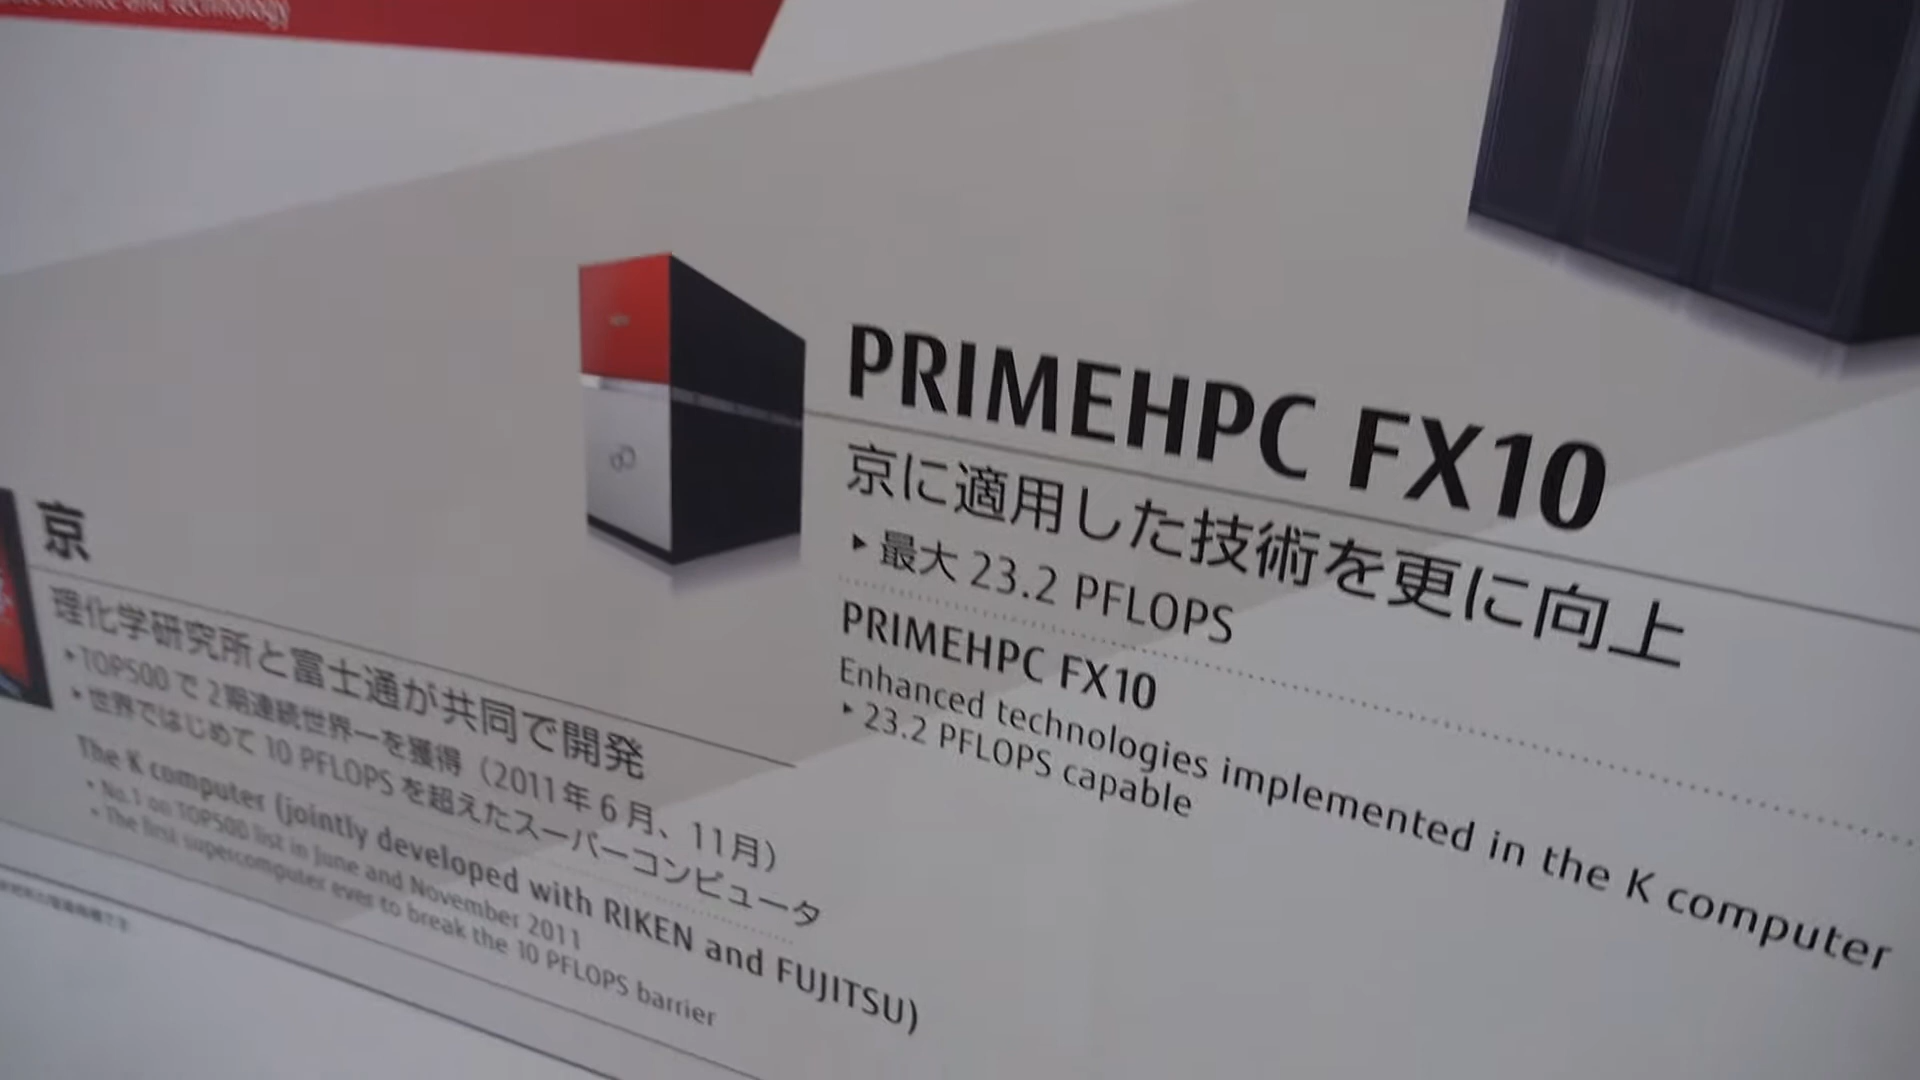 science and technology
PRIMEHPC FX10
京に適用した技術を更に向上
▸最大 23.2 PFLOPS
PRIMEHPC FX10
Enhanced technologies implemented in the K computer
▸23.2 PFLOPS capable
京
理化学研究所と富士通が共同で開発
▸TOP500 で 2期連続世界一を獲得（2011年 6 月、11月）
▸世界ではじめて 10 PFLOPS を超えたスーパーコンピュータ
The K computer (jointly developed with RIKEN and FUJITSU)
▸No.1 on TOP500 list in June and November 2011
▸The first supercomputer ever to break the 10 PFLOPS barrier